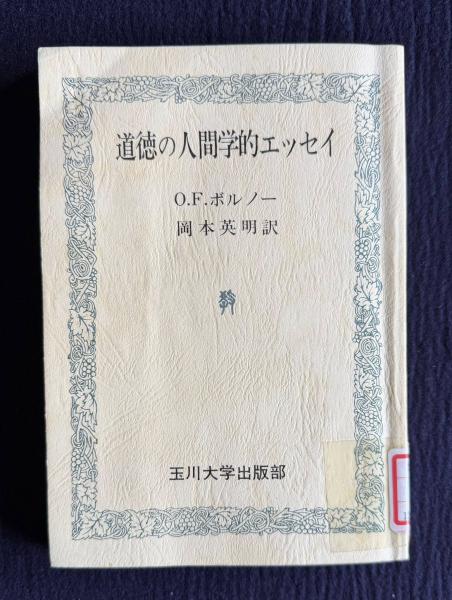 道徳の人間学的エッセイ
O.F.ボルノー
岡本英明訳
玉川大学出版部